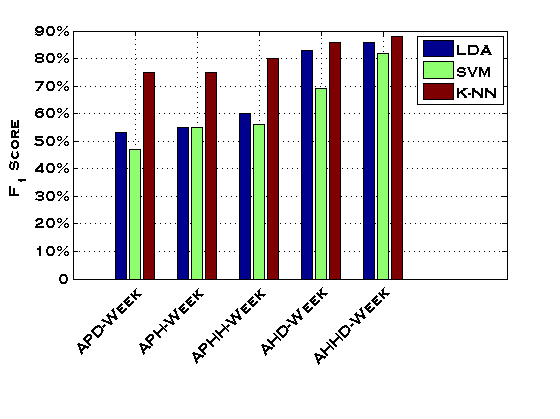 90%
80%
70%
60%
50%
40%
30%
20%
10%
0
F1 Score
LDA
SVM
K-NN
APD-Week
APH-Week
APHH-Week
AHD-Week
AHHD-Week